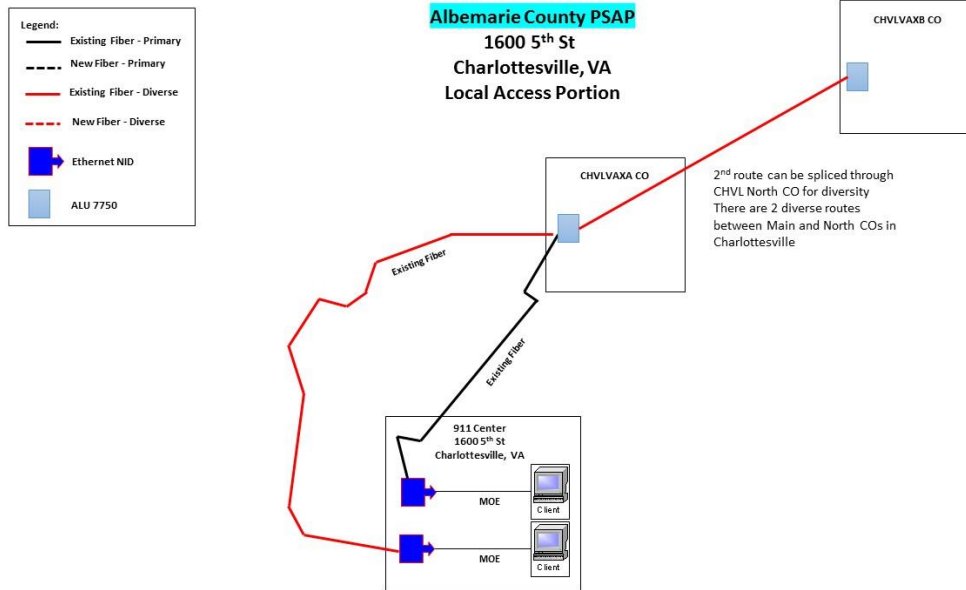 Legend:
Existing Fiber - Primary
New Fiber - Primary
Existing Fiber - Diverse
New Fiber - Diverse
Ethernet NID
ALU 7750
Albemarie County PSAP
1600 5th St
Charlottesville, VA
Local Access Portion
CHVLVAXB CO
CHVLVAXA CO
2nd route can be spliced through
CHVL North CO for diversity
There are 2 diverse routes
between Main and North COs in
Charlottesville
Existing Fiber
Existing Fiber
911 Center
1600 5th St
Charlottesville, VA
MOE
Client
MOE
Client